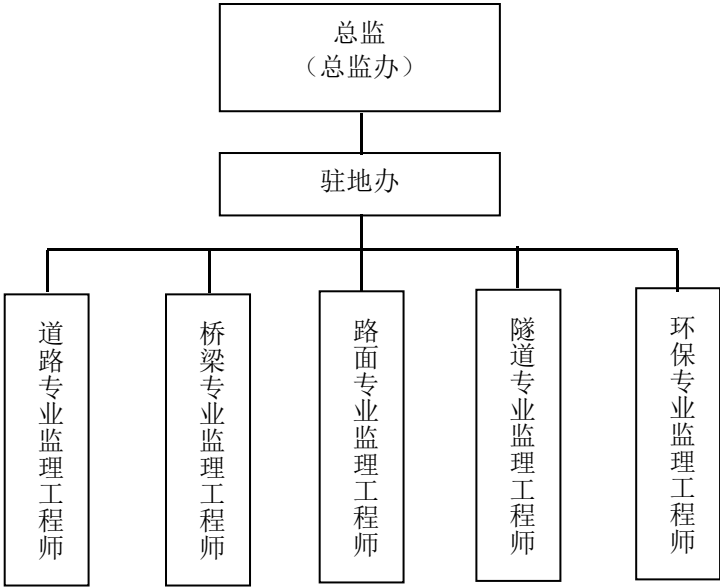 总监
（总监办）
驻地办
道路专业监理工程师
桥梁专业监理工程师
路面专业监理工程师
隧道专业监理工程师
环保专业监理工程师